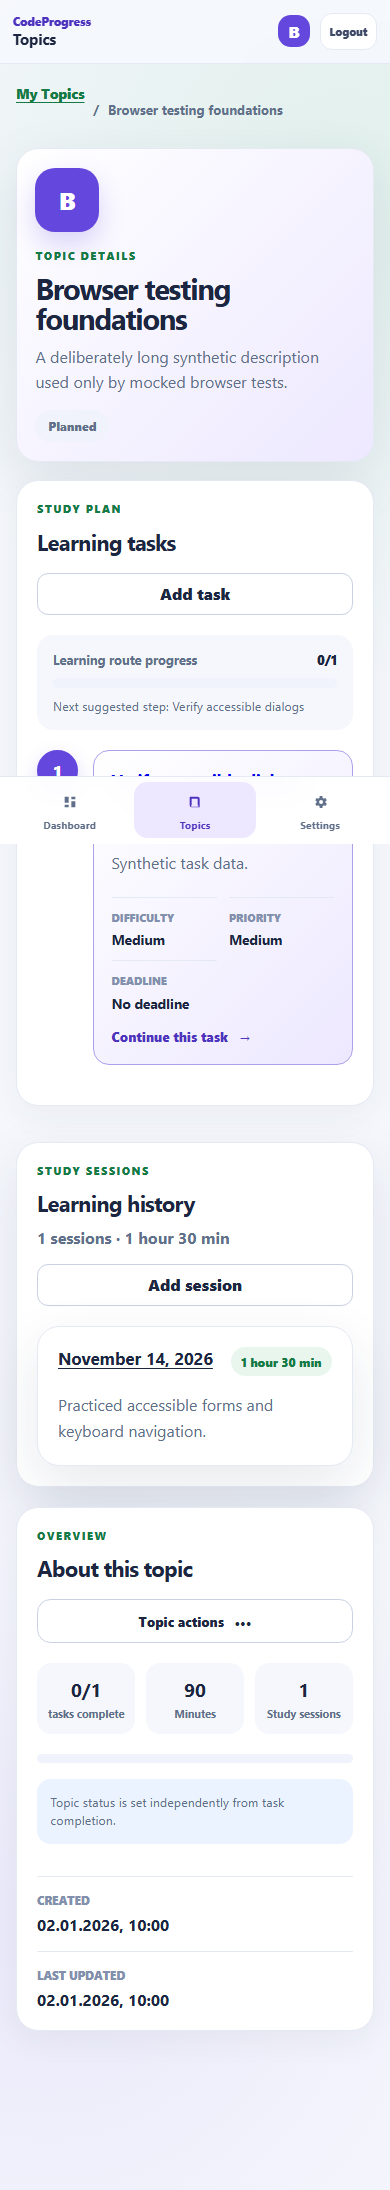 CodeProgress
Topics
B
Logout
My Topics
/ Browser testing foundations
B
TOPIC DETAILS
Browser testing
foundations
A deliberately long synthetic description
used only by mocked browser tests.
Planned
STUDY PLAN
Learning tasks
Add task
Learning route progress 0/1
Next suggested step: Verify accessible dialogs
1
Dashboard
Topics
Settings
Synthetic task data.
DIFFICULTY PRIORITY
Medium Medium
DEADLINE
No deadline
Continue this task →
STUDY SESSIONS
Learning history
1 sessions · 1 hour 30 min
Add session
November 14, 2026 1 hour 30 min
Practiced accessible forms and
keyboard navigation.
OVERVIEW
About this topic
Topic actions •••
0/1 90 1
tasks complete Minutes Study sessions
Topic status is set independently from task
completion.
CREATED
02.01.2026, 10:00
LAST UPDATED
02.01.2026, 10:00